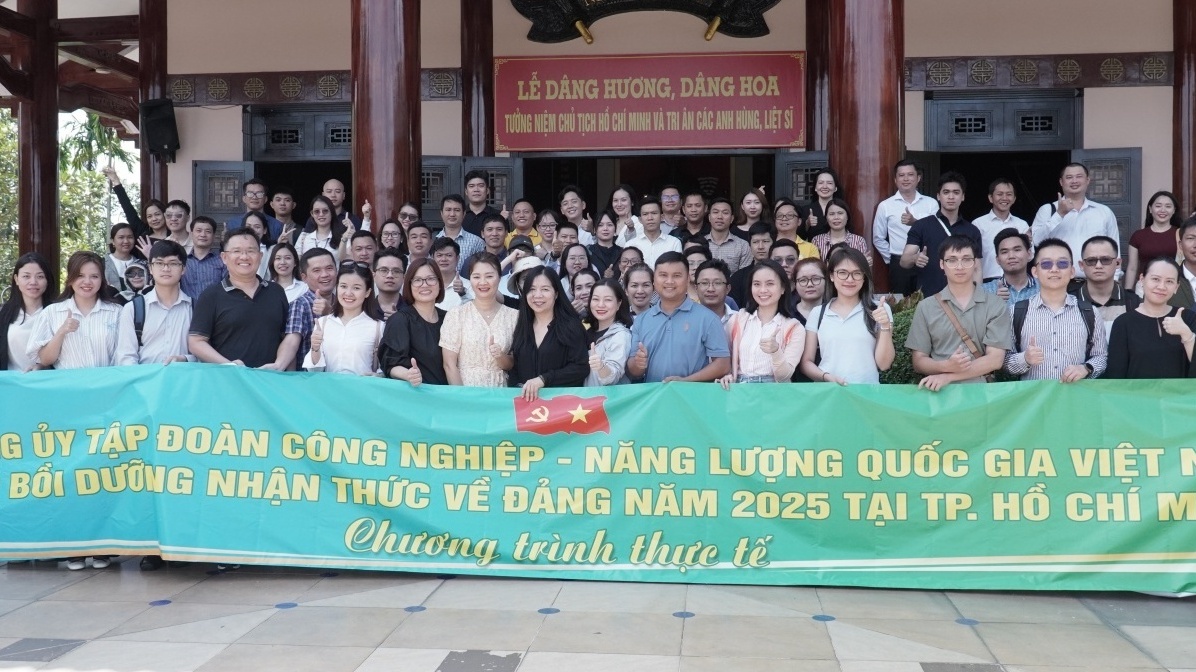 LỄ DÂNG HƯƠNG, DÂNG HOA
TƯỞNG NIỆM CHỦ TỊCH HỒ CHÍ MINH VÀ TRI ÂN CÁC ANH HÙNG, LIỆT SĨ
G ỦY TẬP ĐOÀN CÔNG NGHIỆP - NĂNG LƯỢNG QUỐC GIA VIỆT N
BỒI DƯỠNG NHẬN THỨC VỀ ĐẢNG NĂM 2025 TẠI TP. HỒ CHÍ M
Chương trình thực tế